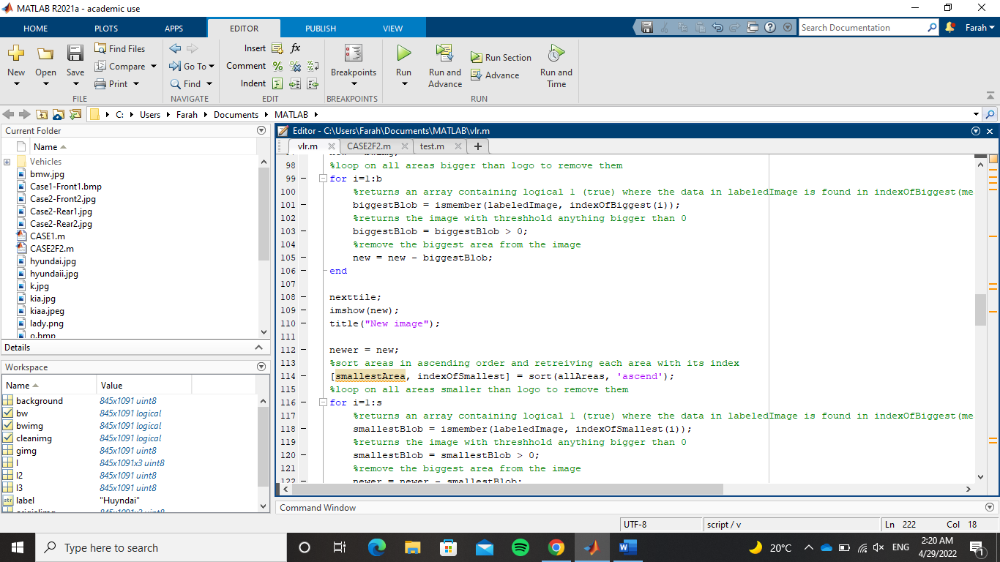 MATLAB R2021a - academic use
HOME PLOTS APPS EDITOR PUBLISH VIEW
Search Documentation
Farah
New
Open
Save
Find Files
Compare
Print
FILE
Go To
Find
NAVIGATE
Insert fx
Comment
Indent
EDIT
Breakpoints
BREAKPOINTS
Run
Run and Advance
Run Section
Advance
Run and Time
RUN
C: Users Farah Documents MATLAB
Current Folder
Name
Vehicles
bmw.jpg
Case1-Front1.bmp
Case2-Front2.jpg
Case2-Rear1.jpg
Case2-Rear2.jpg
CASE1.m
CASE2F2.m
hyundai.jpg
hyundaii.jpg
k.jpg
kia.jpg
kiaa.jpeg
lady.png
o.bmp
Details
Workspace
Name Value
background 845x1091 uint8
bw 845x1091 logical
bwimg 845x1091 logical
cleanimg 845x1091 logical
gimg 845x1091 uint8
I 845x1091x3 uint8
I2 845x1091 uint8
I3 845x1091 uint8
label "Huyndai"
Editor - C:\Users\Farah\Documents\MATLAB\vlr.m
vlr.m CASE2F2.m test.m
98 %loop on all areas bigger than logo to remove them
99 for i=1:b
100 %returns an array containing logical 1 (true) where the data in labeledImage is found in indexOfBiggest(me
101 biggestBlob = ismember(labeledImage, indexOfBiggest(i));
102 %returns the image with threshhold anything bigger than 0
103 biggestBlob = biggestBlob > 0;
104 %remove the biggest area from the image
105 new = new - biggestBlob;
106 end
107
108 nexttile;
109 imshow(new);
110 title("New image");
111
112 newer = new;
113 %sort areas in ascending order and retreiving each area with its index
114 [smallestArea, indexOfSmallest] = sort(allAreas, 'ascend');
115 %loop on all areas smaller than logo to remove them
116 for i=1:s
117 %returns an array containing logical 1 (true) where the data in labeledImage is found in indexOfBiggest(me
118 smallestBlob = ismember(labeledImage, indexOfSmallest(i));
119 %returns the image with threshhold anything bigger than 0
120 smallestBlob = smallestBlob > 0;
121 %remove the biggest area from the image
122 newer = newer - smallestBlob;
Command Window
UTF-8 script / v Ln 222 Col 18
Type here to search
20°C
ENG
2:20 AM
4/29/2022
1